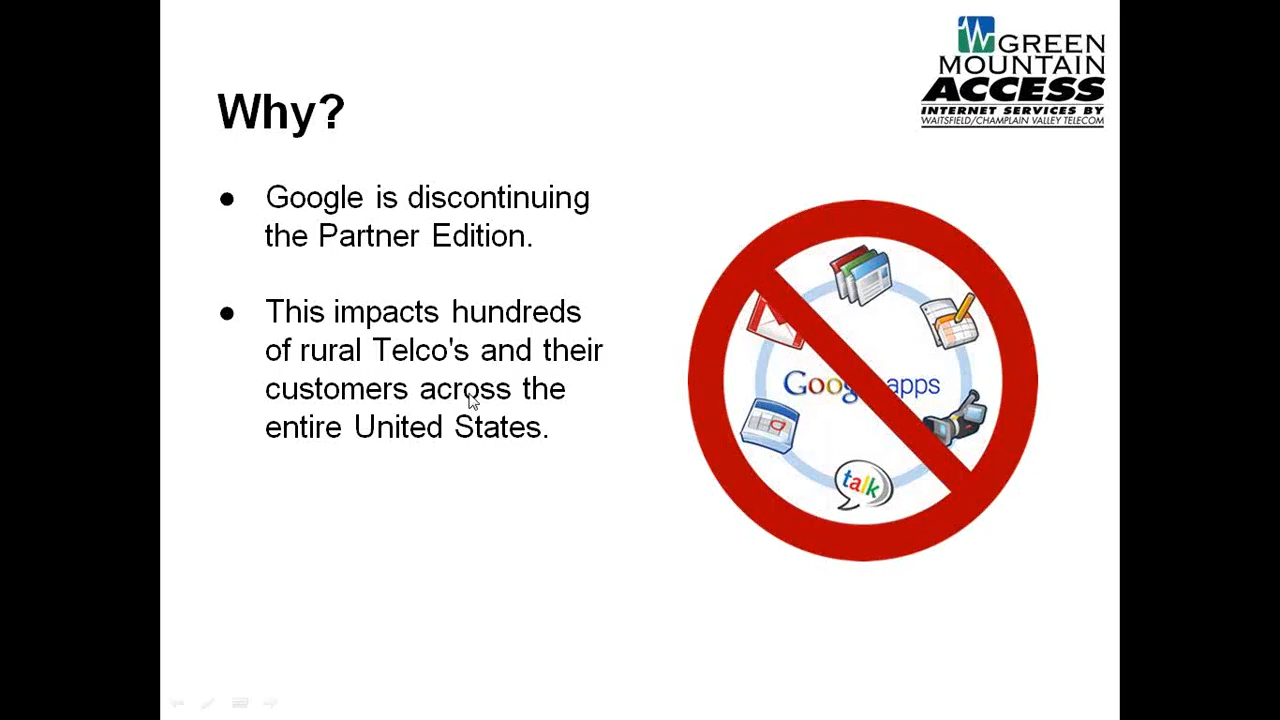 GREEN
MOUNTAIN
ACCESS
INTERNET SERVICES BY
WAITSFIELD/CHAMPLAIN VALLEY TELECOM
Why?
● Google is discontinuing
the Partner Edition.
● This impacts hundreds
of rural Telco's and their
customers across the
entire United States.
Google apps
talk